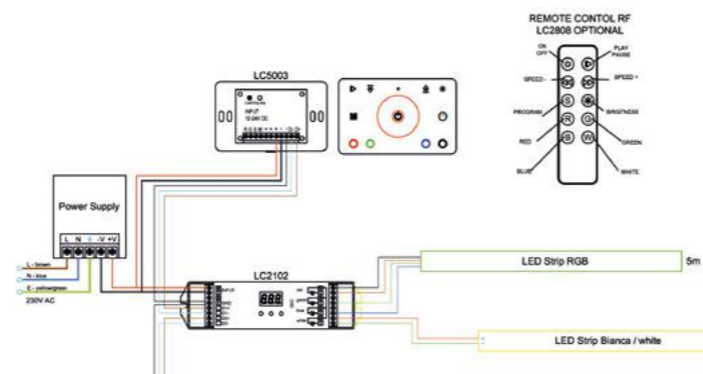 REMOTE CONTOL RF
LC2808 OPTIONAL
ON
OFF
PLAY
PAUSE
SPEED -
SPEED +
S
PROGRAM
BRIGTNESS
R
G
RED
GREEN
B
W
BLUE
WHITE
LC5003
INPUT
12-24V DC
Power Supply
L N -V +V
L - brown
N - blue
E - yellow/green
230V AC
LC2102
888
LED Strip RGB
5m
LED Strip Bianca / white